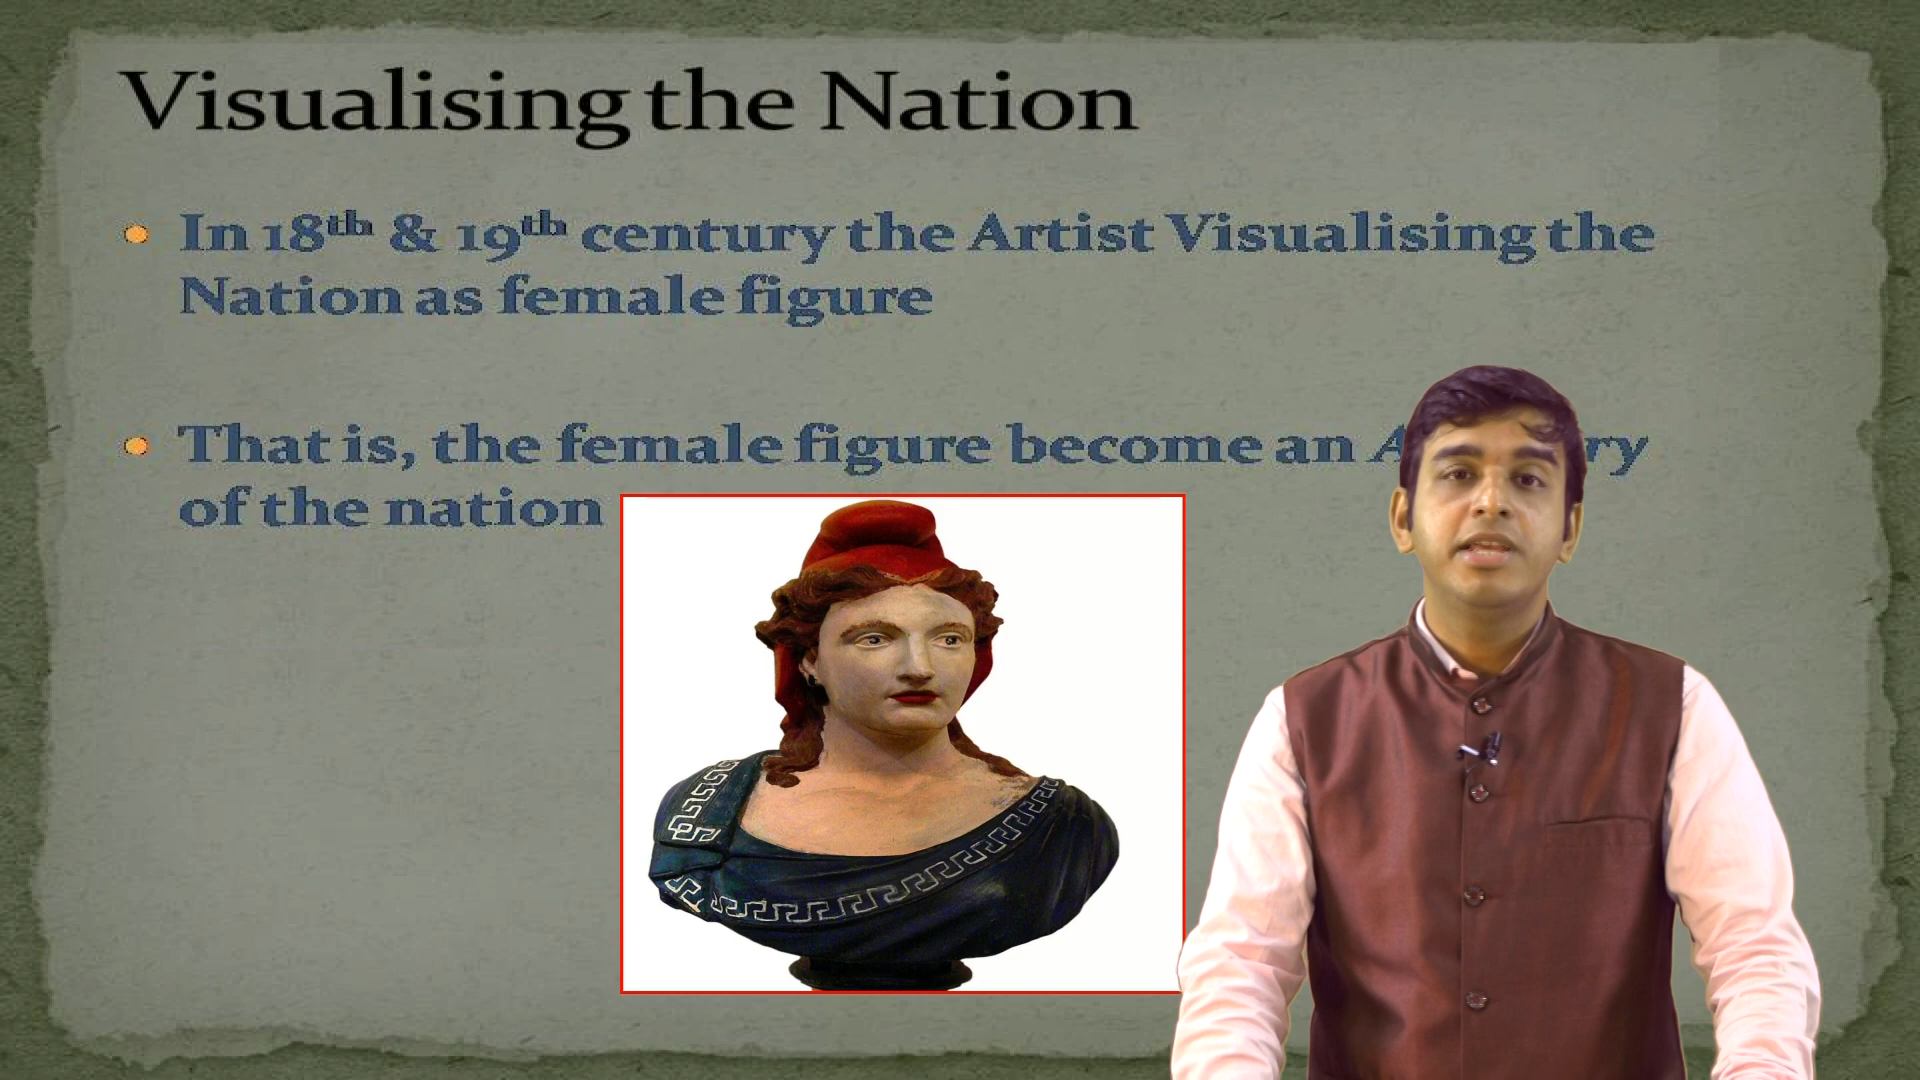 Visualising the Nation
In 18th & 19th century the Artist Visualising the
Nation as female figure
That is, the female figure become an
of the nation